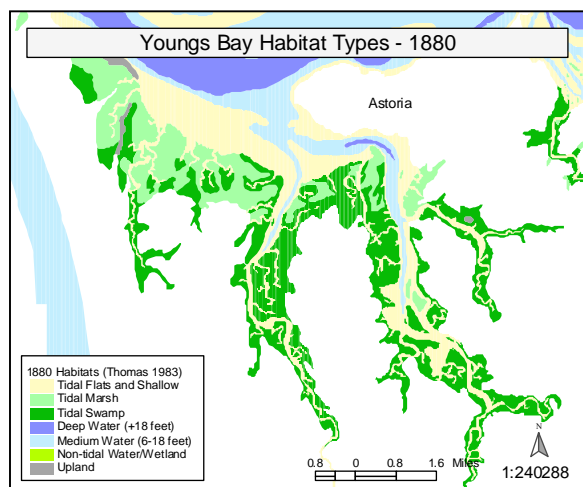 Youngs Bay Habitat Types - 1880
Astoria
1880 Habitats (Thomas 1983)
Tidal Flats and Shallow
Tidal Marsh
Tidal Swamp
Deep Water (+18 feet)
Medium Water (6-18 feet)
Non-tidal Water/Wetland
Upland
0.8 0 0.8 1.6 Miles
N
1:240288